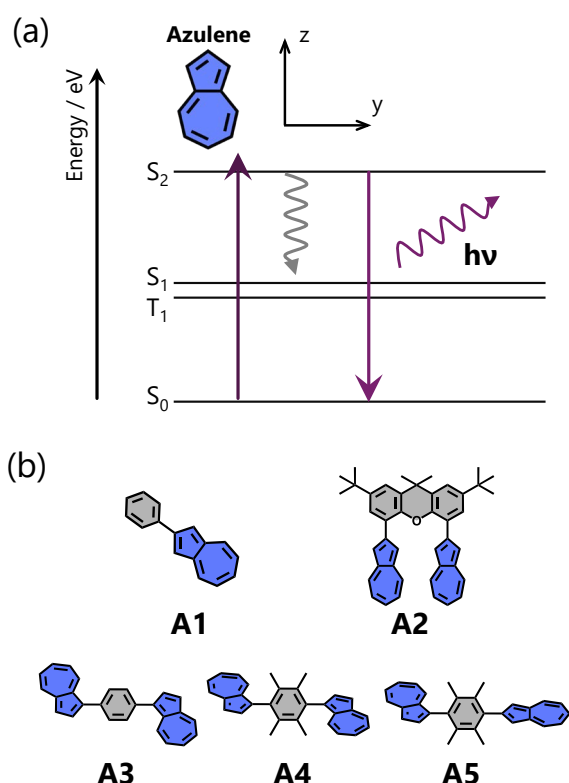 (a)
Azulene
z
y
Energy / eV
S₂
hν
S₁
T₁
S₀
(b)
O
A1
A2
A3
A4
A5